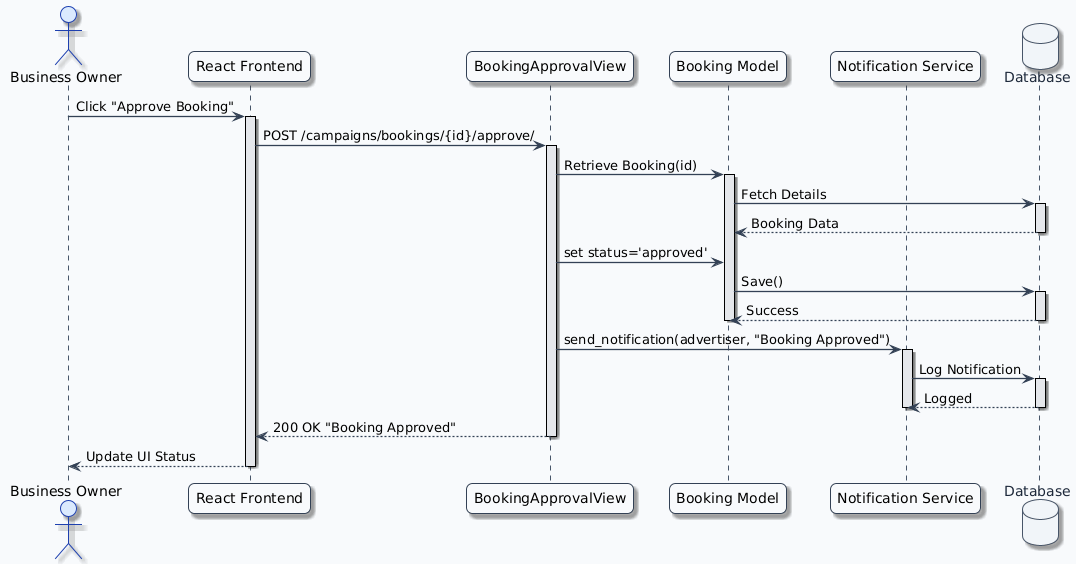 Business Owner
React Frontend
BookingApprovalView
Booking Model
Notification Service
Database
Click "Approve Booking"
POST /campaigns/bookings/{id}/approve/
Retrieve Booking(id)
Fetch Details
Booking Data
set status='approved'
Save()
Success
send_notification(advertiser, "Booking Approved")
Log Notification
Logged
200 OK "Booking Approved"
Update UI Status
Business Owner
React Frontend
BookingApprovalView
Booking Model
Notification Service
Database